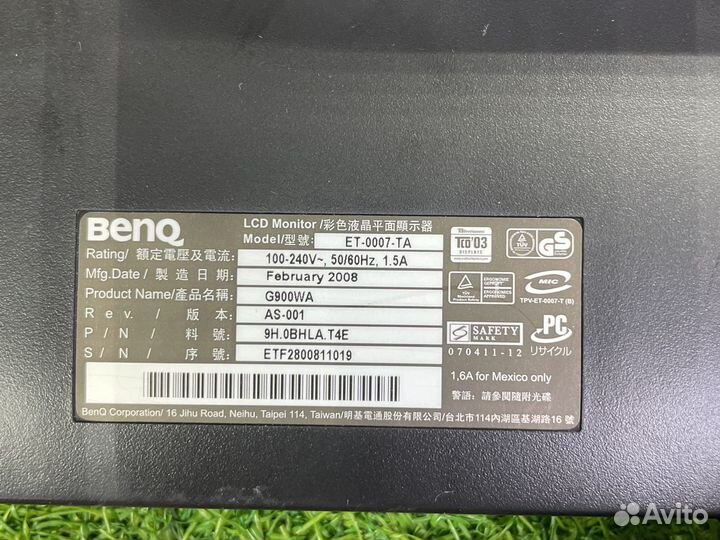 BenQ
LCD Monitor /彩色液晶平面顯示器
Model/型號: ET-0007-TA
Rating/ 額定電壓及電流: 100-240V~, 50/60Hz, 1.5A
Mfg.Date / 製造日期: February 2008
Product Name/產品名稱: G900WA
Rev./ 版本: AS-001
P/N/ 料號: 9H.0BHLA.T4E
S/N/ 序號: ETF2800811019
TCO'03
DISPLAYS
TÜV
GS
TÜV
MIC
TPV-ET-0007-T (B)
S SAFETY
MARK
070411-12
PC
リサイクル
1,6A for Mexico only
警語: 請參閱隨附光碟
BenQ Corporation/ 16 Jihu Road, Neihu, Taipei 114, Taiwan/明基電通股份有限公司/台北市114內湖區基湖路16 號
Avito